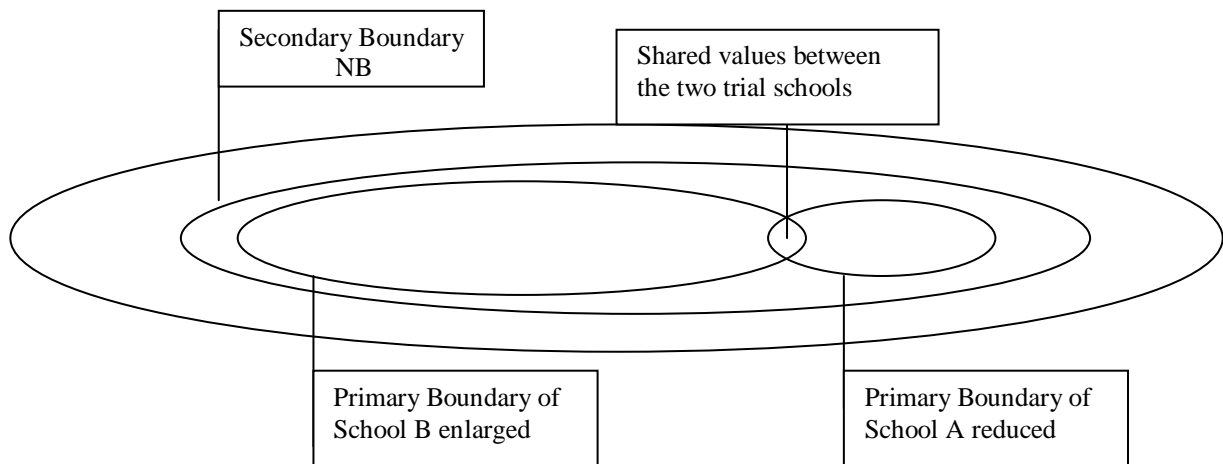 Secondary Boundary
NB
Shared values between
the two trial schools
Primary Boundary of
School B enlarged
Primary Boundary of
School A reduced